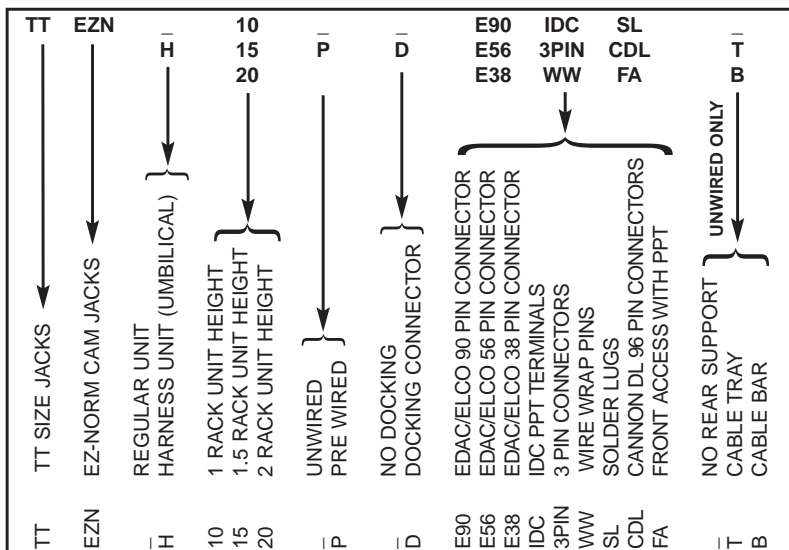 TT EZN _ 10 _ _ E90 IDC SL _
H 15 P D E56 3PIN CDL T
20 E38 WW FA B
UNWIRED ONLY
TT TT SIZE JACKS
EZN EZ-NORM CAM JACKS
_ REGULAR UNIT
H HARNESS UNIT (UMBILICAL)
10 1 RACK UNIT HEIGHT
15 1.5 RACK UNIT HEIGHT
20 2 RACK UNIT HEIGHT
_ UNWIRED
P PRE WIRED
_ NO DOCKING
D DOCKING CONNECTOR
E90 EDAC/ELCO 90 PIN CONNECTOR
E56 EDAC/ELCO 56 PIN CONNECTOR
E38 EDAC/ELCO 38 PIN CONNECTOR
IDC IDC PPT TERMINALS
3PIN 3 PIN CONNECTORS
WW WIRE WRAP PINS
SL SOLDER LUGS
CDL CANNON DL 96 PIN CONNECTORS
FA FRONT ACCESS WITH PPT
_ NO REAR SUPPORT
T CABLE TRAY
B CABLE BAR